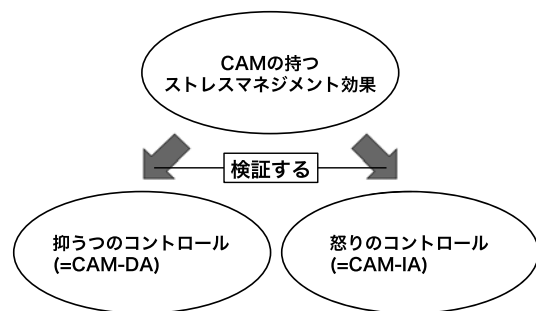 CAMの持つ
ストレスマネジメント効果
検証する
抑うつのコントロール
(=CAM-DA)
怒りのコントロール
(=CAM-IA)